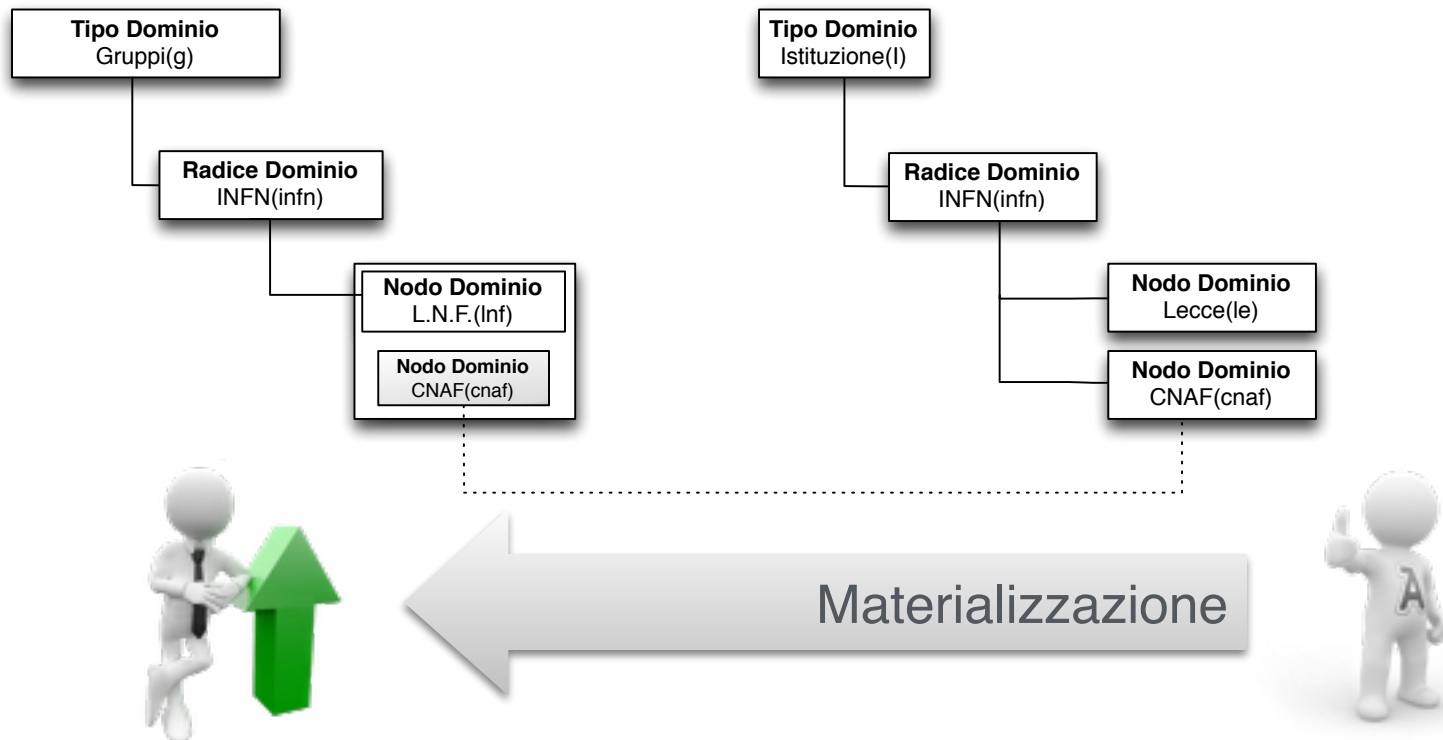 Tipo Dominio
Gruppi(g)
Radice Dominio
INFN(infn)
Nodo Dominio
L.N.F.(lnf)
Nodo Dominio
CNAF(cnaf)
Tipo Dominio
Istituzione(I)
Radice Dominio
INFN(infn)
Nodo Dominio
Lecce(le)
Nodo Dominio
CNAF(cnaf)
Materializzazione
A